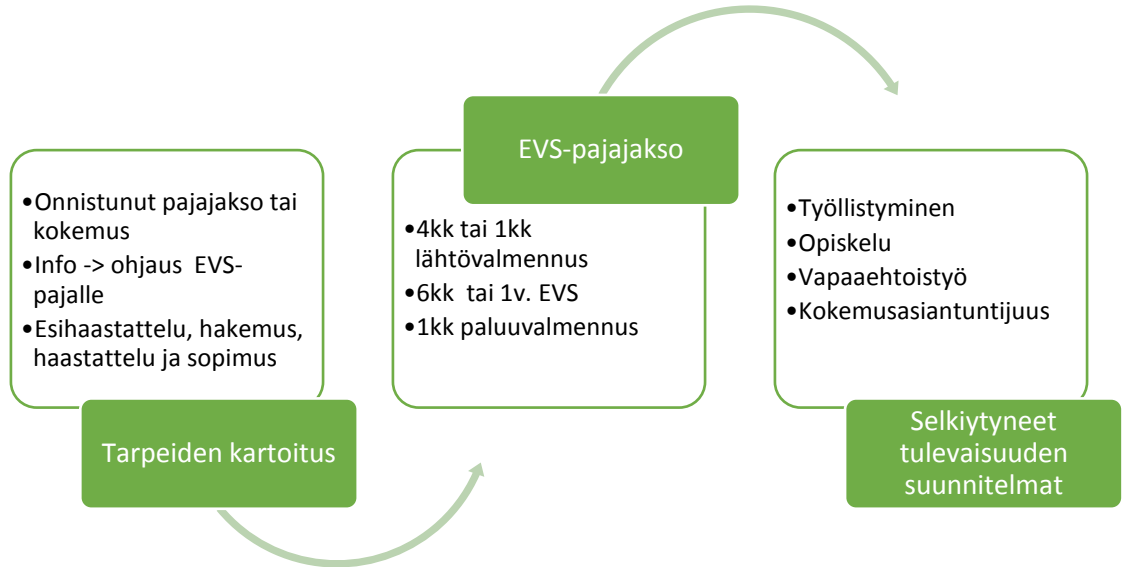 •Onnistunut pajajakso tai
kokemus
•Info -> ohjaus EVS-
pajalle
•Esihaastattelu, hakemus,
haastattelu ja sopimus
Tarpeiden kartoitus
EVS-pajajakso
•4kk tai 1kk
lähtövalmennus
•6kk tai 1v. EVS
•1kk paluuvalmennus
•Työllistyminen
•Opiskelu
•Vapaaehtoistyö
•Kokemusasiantuntijuus
Selkiytyneet
tulevaisuuden
suunnitelmat